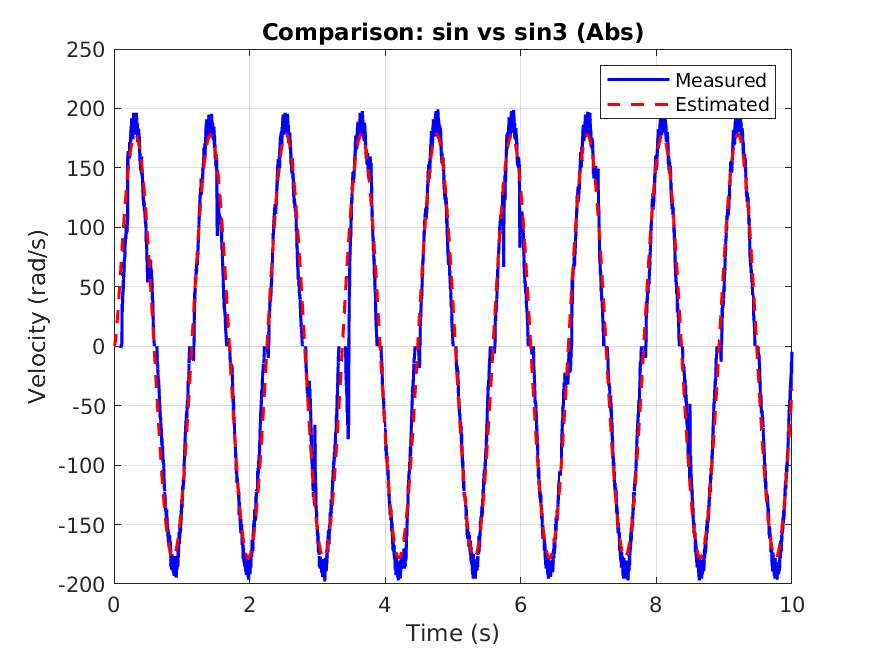 Comparison: sin vs sin3 (Abs)
Measured
Estimated
250
200
150
100
50
0
-50
-100
-150
-200
Velocity (rad/s)
0 2 4 6 8 10
Time (s)